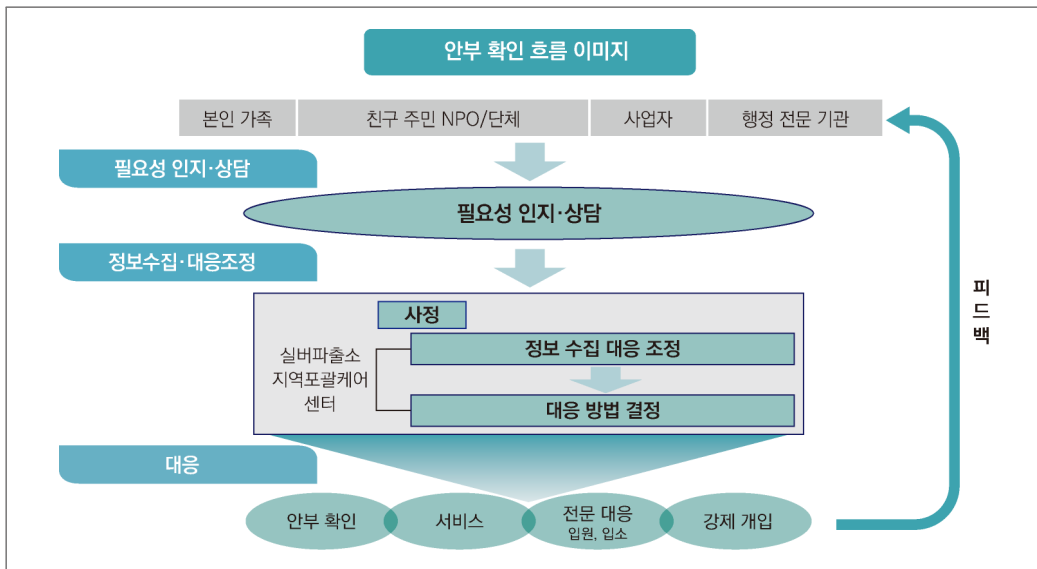 안부 확인 흐름 이미지
본인 가족
친구 주민 NPO/단체
사업자
행정 전문 기관
필요성 인지·상담
필요성 인지·상담
정보수집·대응조정
사정
정보 수집 대응 조정
실버파출소
지역포괄케어
센터
대응 방법 결정
대응
안부 확인
서비스
전문 대응
입원, 입소
강제 개입
피
드
백